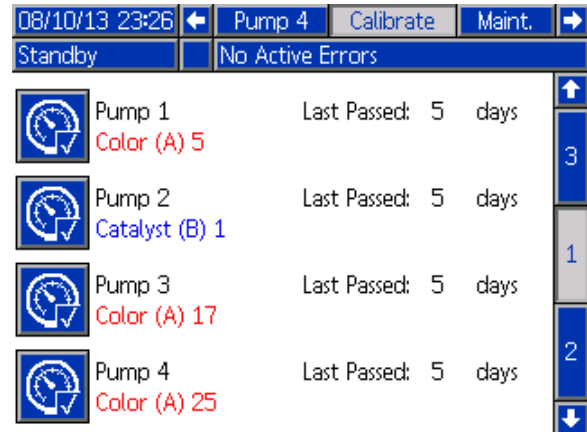 08/10/13 23:26 Pump 4 Calibrate Maint.
Standby No Active Errors
Pump 1 Last Passed: 5 days
Color (A) 5
3
Pump 2 Last Passed: 5 days
Catalyst (B) 1
1
Pump 3 Last Passed: 5 days
Color (A) 17
2
Pump 4 Last Passed: 5 days
Color (A) 25